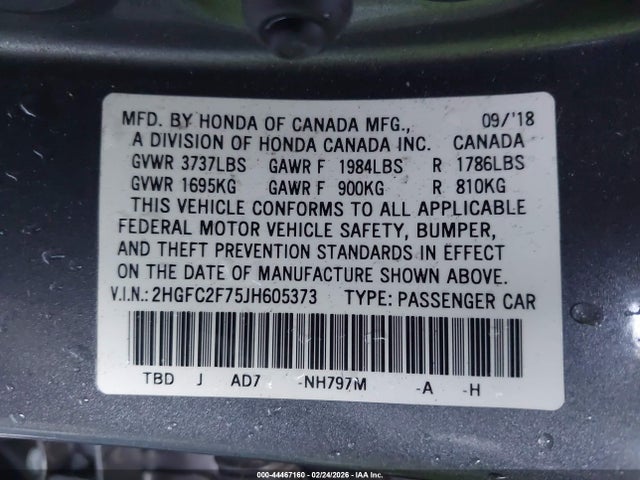 MFD. BY HONDA OF CANADA MFG., 09/'18
A DIVISION OF HONDA CANADA INC. CANADA
GVWR 3737LBS GAWR F 1984LBS R 1786LBS
GVWR 1695KG GAWR F 900KG R 810KG
THIS VEHICLE CONFORMS TO ALL APPLICABLE
FEDERAL MOTOR VEHICLE SAFETY, BUMPER,
AND THEFT PREVENTION STANDARDS IN EFFECT
ON THE DATE OF MANUFACTURE SHOWN ABOVE.
V.I.N.: 2HGFC2F75JH605373 TYPE: PASSENGER CAR
TBD J AD7 -NH797M -A -H
000-44467160 - 02/24/2026 - IAA Inc.